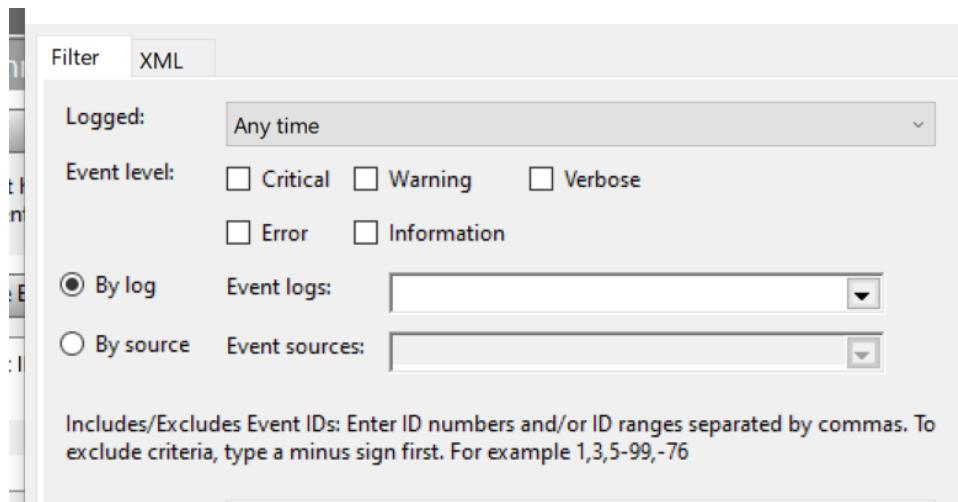 Filter XML
Logged: Any time
Event level: Critical Warning Verbose
Error Information
By log Event logs:
By source Event sources:
Includes/Excludes Event IDs: Enter ID numbers and/or ID ranges separated by commas. To
exclude criteria, type a minus sign first. For example 1,3,5-99,-76